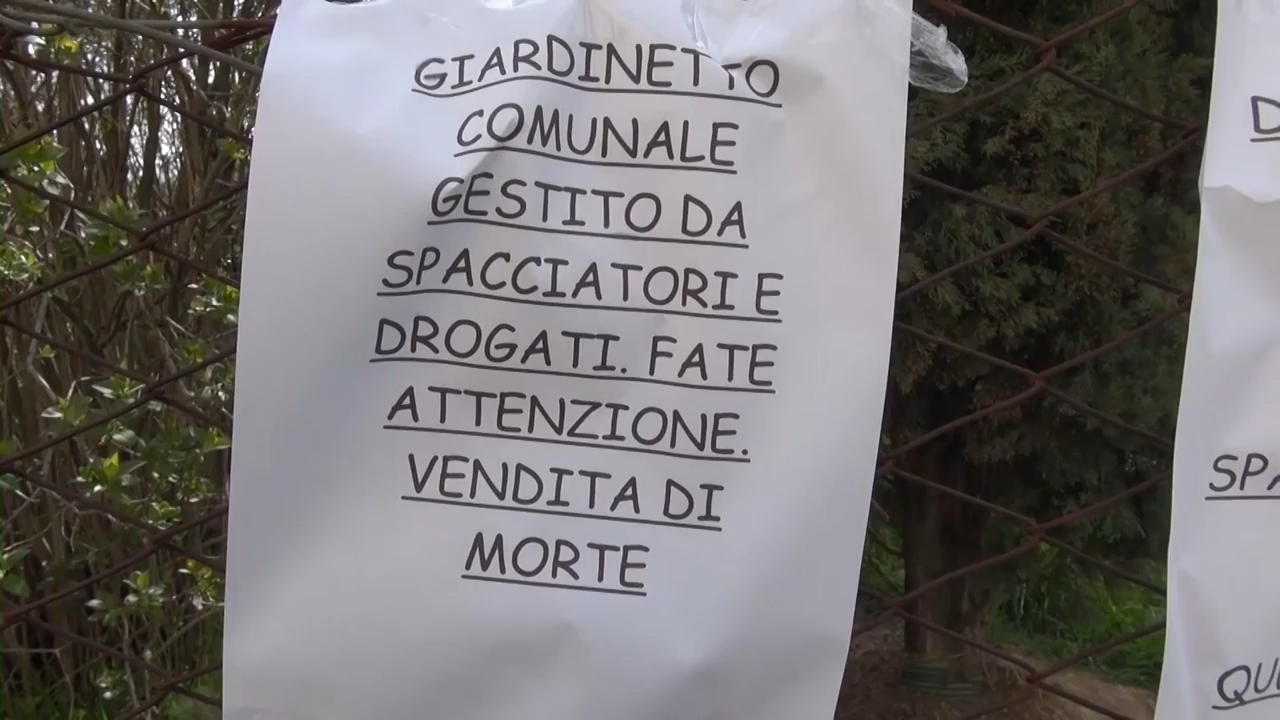 GIARDINETTO
COMUNALE
GESTITO DA
SPACCIATORI E
DROGATI. FATE
ATTENZIONE.
VENDITA DI
MORTE